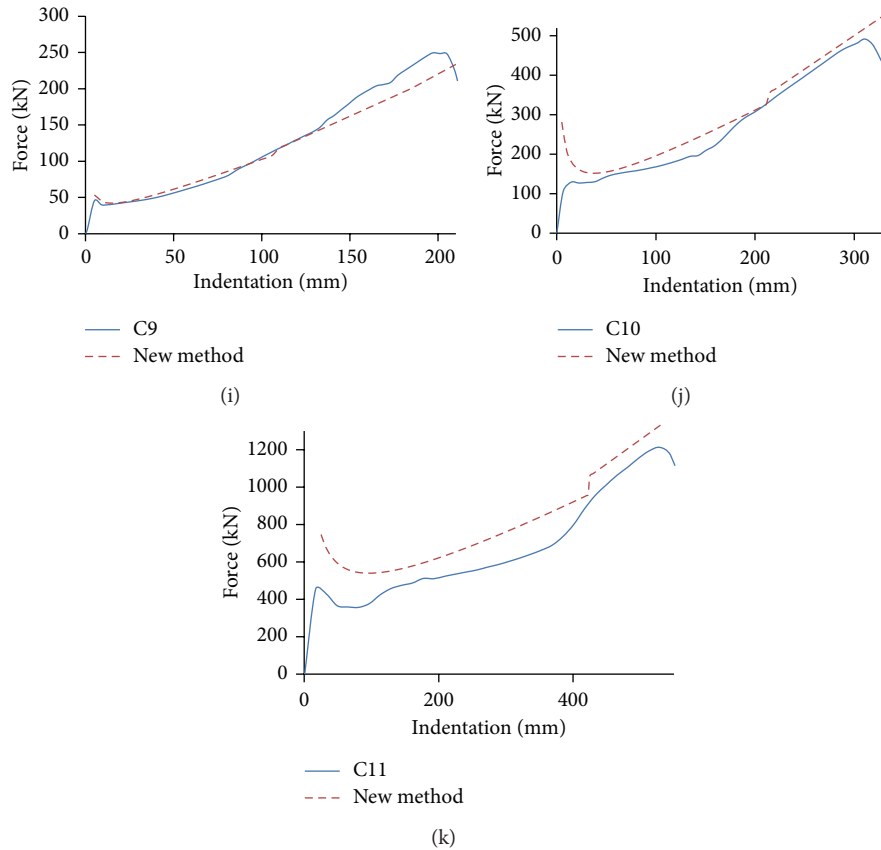 300
250
200
150
100
50
0
Force (kN)
0 50 100 150 200
Indentation (mm)
C9
New method
(i)
500
400
300
200
100
0
Force (kN)
0 100 200 300
Indentation (mm)
C10
New method
(j)
1200
1000
800
600
400
200
0
Force (kN)
0 200 400
Indentation (mm)
C11
New method
(k)